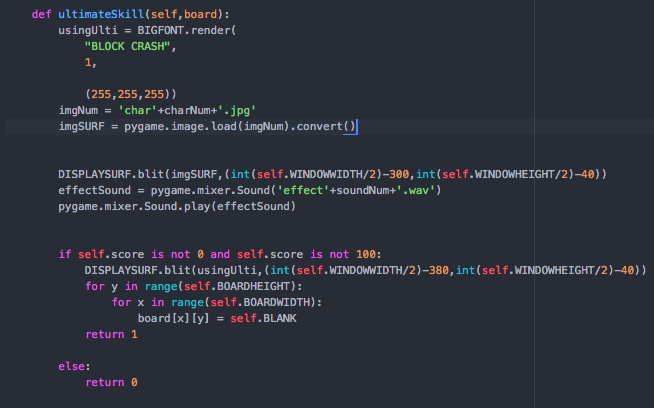 def ultimateSkill(self,board):
    usingUlti = BIGFONT.render(
        "BLOCK CRASH",
        1,
        (255,255,255))
    imgNum = 'char'+charNum+'.jpg'
    imgSURF = pygame.image.load(imgNum).convert()
    DISPLAYSURF.blit(imgSURF,(int(self.WINDOWWIDTH/2)-300,int(self.WINDOWHEIGHT/2)-40))
    effectSound = pygame.mixer.Sound('effect'+soundNum+'.wav')
    pygame.mixer.Sound.play(effectSound)
    if self.score is not 0 and self.score is not 100:
        DISPLAYSURF.blit(usingUlti,(int(self.WINDOWWIDTH/2)-380,int(self.WINDOWHEIGHT/2)-40))
        for y in range(self.BOARDHEIGHT):
            for x in range(self.BOARDWIDTH):
                board[x][y] = self.BLANK
        return 1
    else:
        return 0